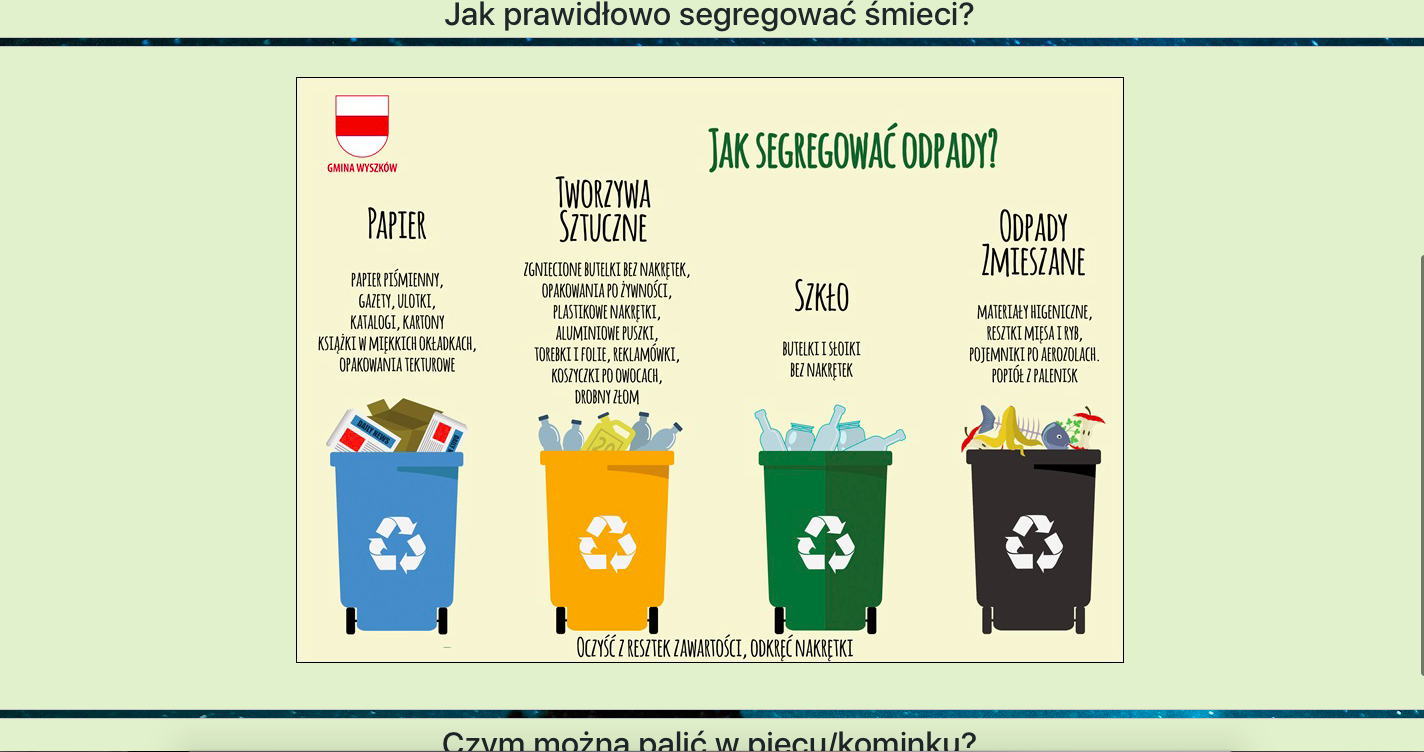 Jak prawidłowo segregować śmieci?
GMINA WYSZKÓW
JAK SEGREGOWAĆ ODPADY?
PAPIER
PAPIER PIŚMIENNY,
GAZETY, ULOTKI,
KATALOGI, KARTONY
KSIĄŻKI W MIĘKKICH OKŁADKACH,
OPAKOWANIA TEKTUROWE
TWORZYWA
SZTUCZNE
ZGNIECIONE BUTELKI BEZ NAKRĘTEK,
OPAKOWANIA PO ŻYWNOŚCI,
PLASTIKOWE NAKRĘTKI,
ALUMINIOWE PUSZKI,
TOREBKI I FOLIE, REKLAMÓWKI,
KOSZYCZKI PO OWOCACH,
DROBNY ZŁOM
SZKŁO
BUTELKI I SŁOIKI
BEZ NAKRĘTEK
ODPADY
ZMIESZANE
MATERIAŁY HIGIENICZNE,
RESZTKI MIĘSA I RYB,
POJEMNIKI PO AEROZOLACH.
POPIÓŁ Z PALENISK
DAILY NEWS
DAILY
OCZYŚĆ Z RESZTEK ZAWARTOŚCI, ODKRĘĆ NAKRĘTKI
Czym można palić w piecu/kominku?